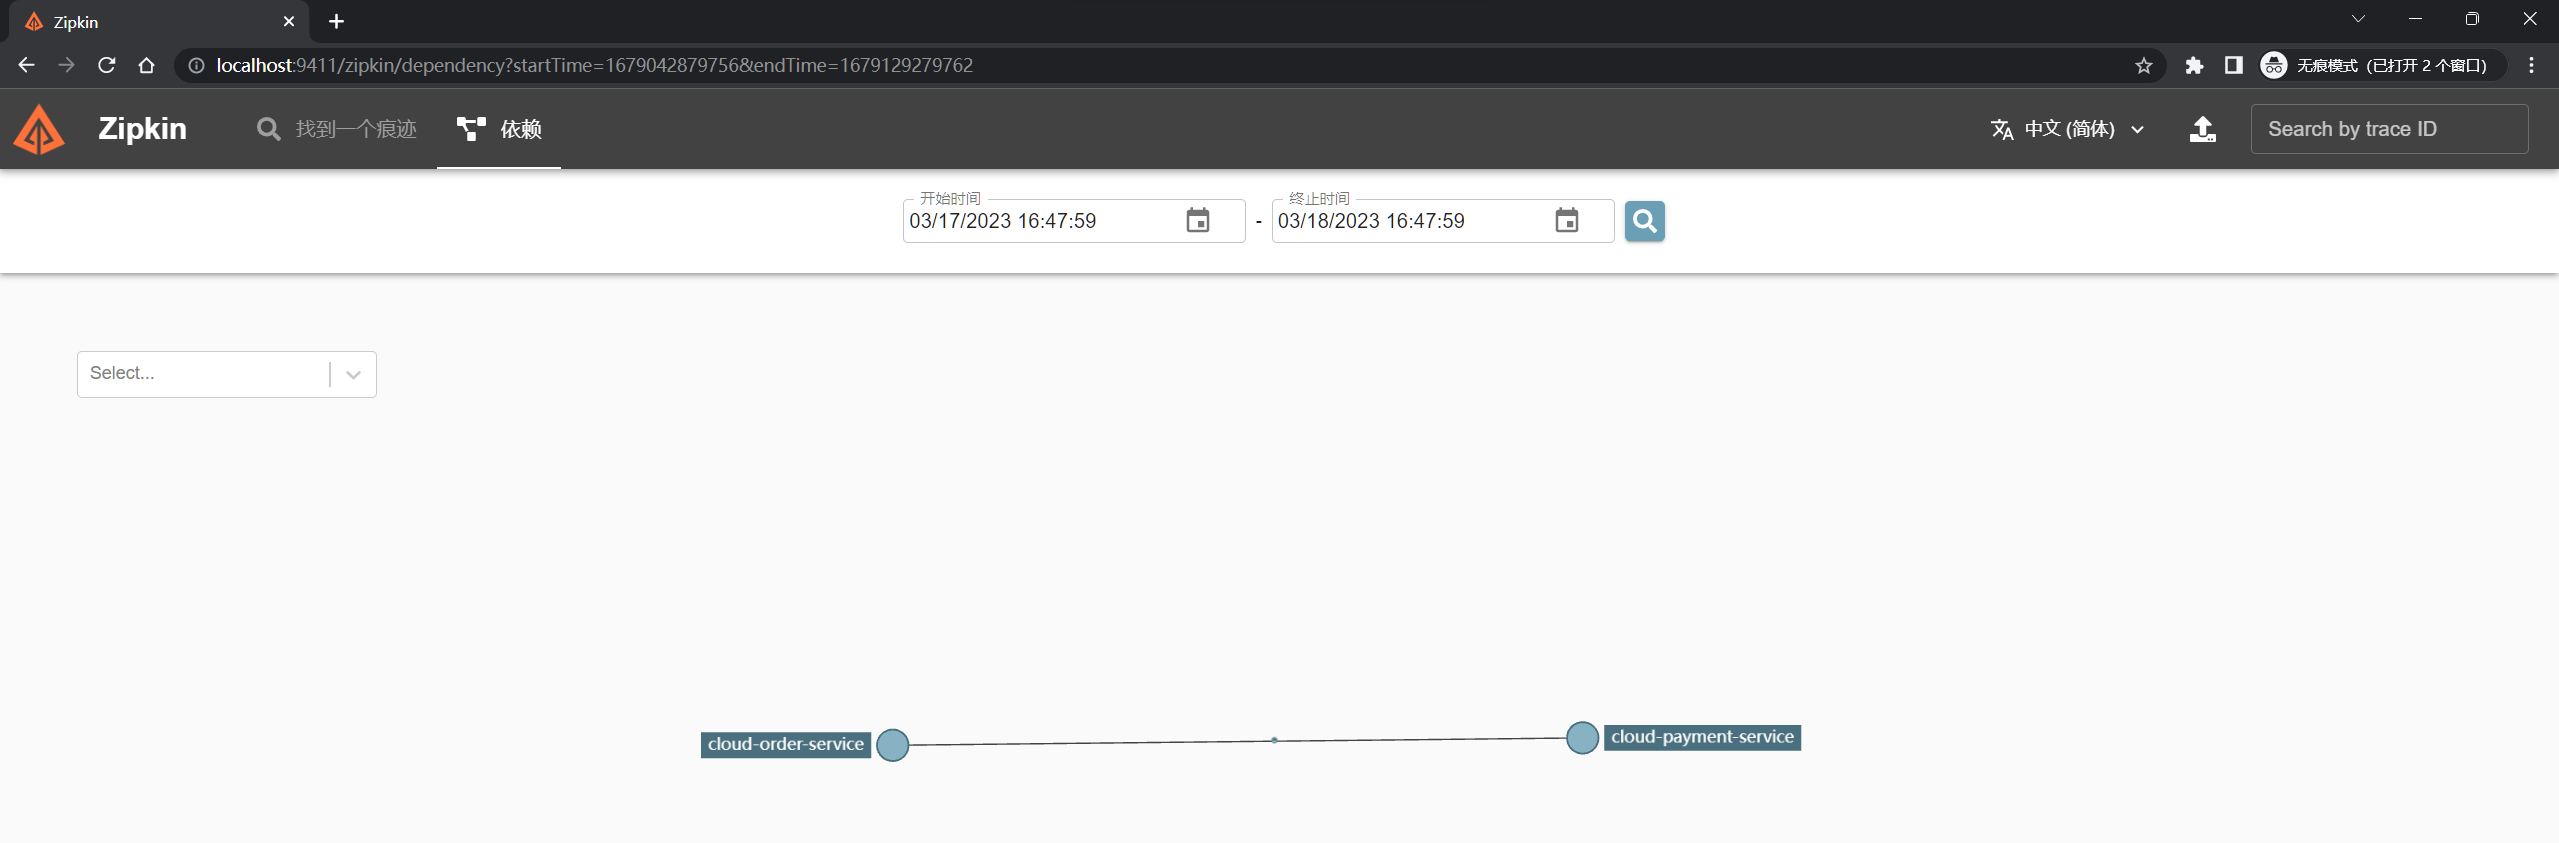 Zipkin
localhost:9411/zipkin/dependency?startTime=1679042879756&endTime=1679129279762
无痕模式 (已打开 2 个窗口)
Zipkin
找到一个痕迹
依赖
中文 (简体)
Search by trace ID
开始时间
03/17/2023 16:47:59
-
终止时间
03/18/2023 16:47:59
Select...
cloud-order-service
cloud-payment-service